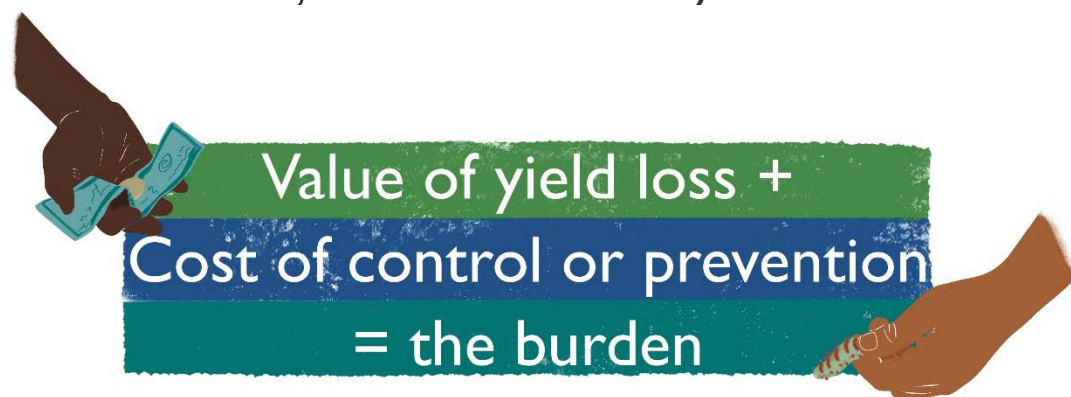 Value of yield loss +
Cost of control or prevention
= the burden